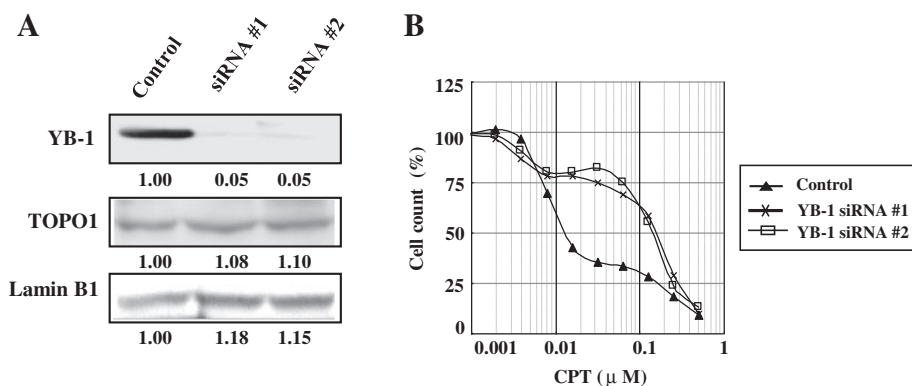 A
Control
siRNA #1
siRNA #2
YB-1
1.00 0.05 0.05
TOPO1
1.00 1.08 1.10
Lamin B1
1.00 1.18 1.15
B
125
100
75
50
25
0
Cell count (%)
0.001 0.01 0.1 1
CPT (μ M)
Control
YB-1 siRNA #1
YB-1 siRNA #2